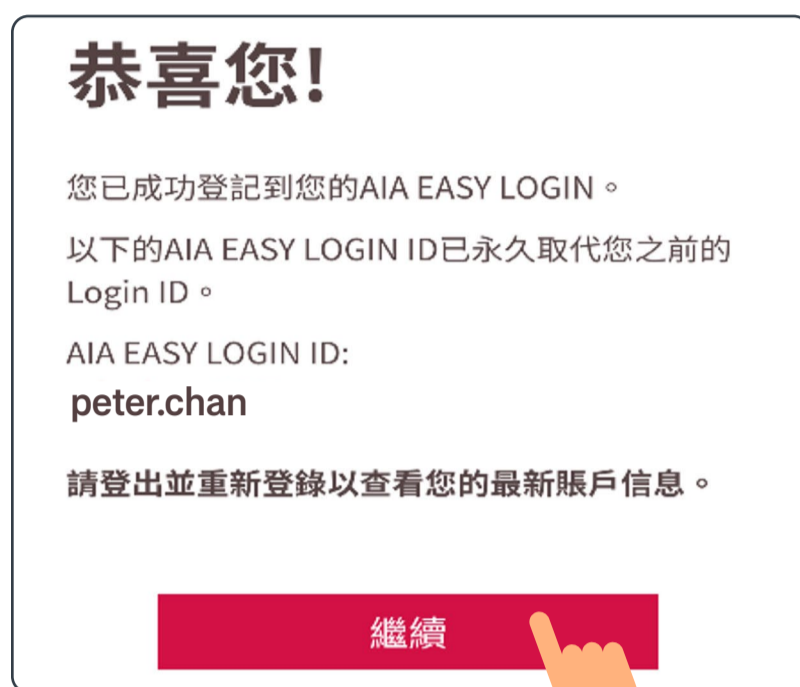 恭喜您!
您已成功登記到您的AIA EASY LOGIN。
以下的AIA EASY LOGIN ID已永久取代您之前的
Login ID。
AIA EASY LOGIN ID:
peter.chan
請登出並重新登錄以查看您的最新賬戶信息。
繼續